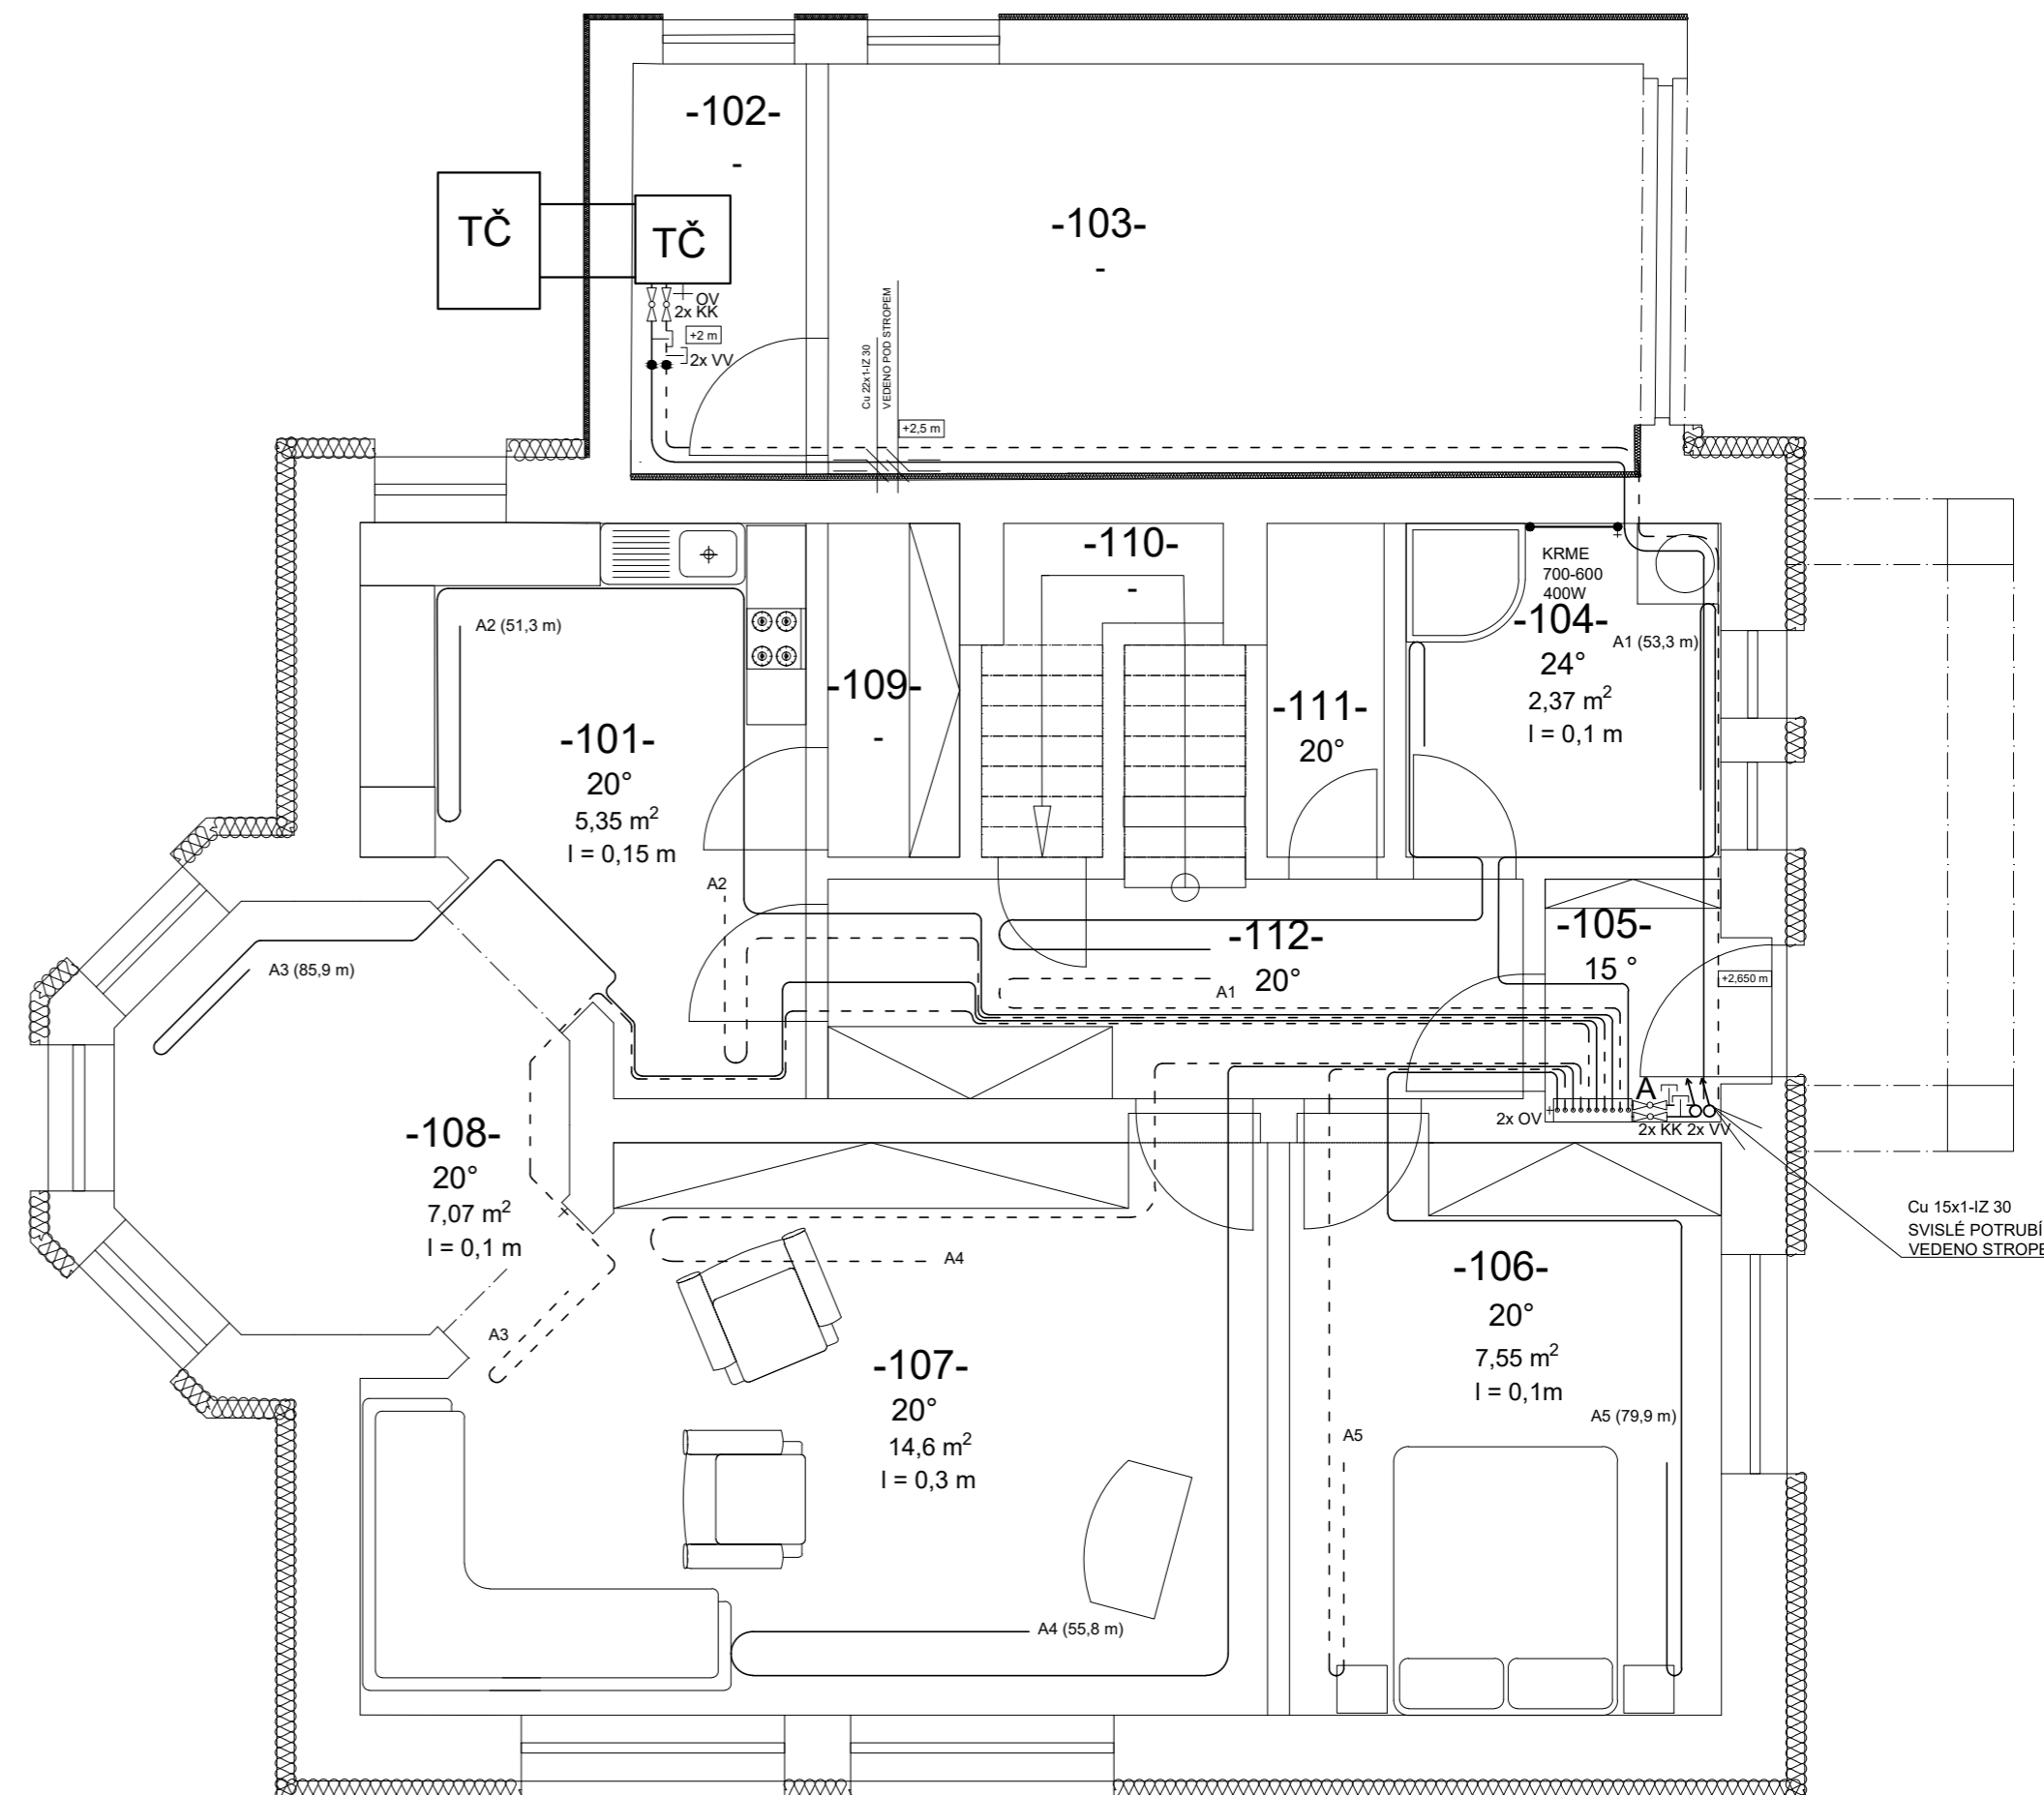 -102-
-
TČ
TČ
-103-
-
OV
2x KK
+2 m
2x VV
Cu 22x1-IZ 30
VEDENO POD STROPEM
+2,5 m
-110-
-
KRME
700-600
400W
-104-
24°
2,37 m²
l = 0,1 m
A1 (53,3 m)
A2 (51,3 m)
-109-
-
-111-
20°
-101-
20°
5,35 m²
l = 0,15 m
A2
-112-
20°
A1
-105-
15 °
+2,650 m
A3 (85,9 m)
A
2x OV
2x KK 2x VV
-108-
20°
7,07 m²
l = 0,1 m
A3
A4
Cu 15x1-IZ 30
SVISLÉ POTRUBÍ
VEDENO STROPE
-106-
20°
7,55 m²
l = 0,1m
A5 (79,9 m)
A5
-107-
20°
14,6 m²
l = 0,3 m
A4 (55,8 m)